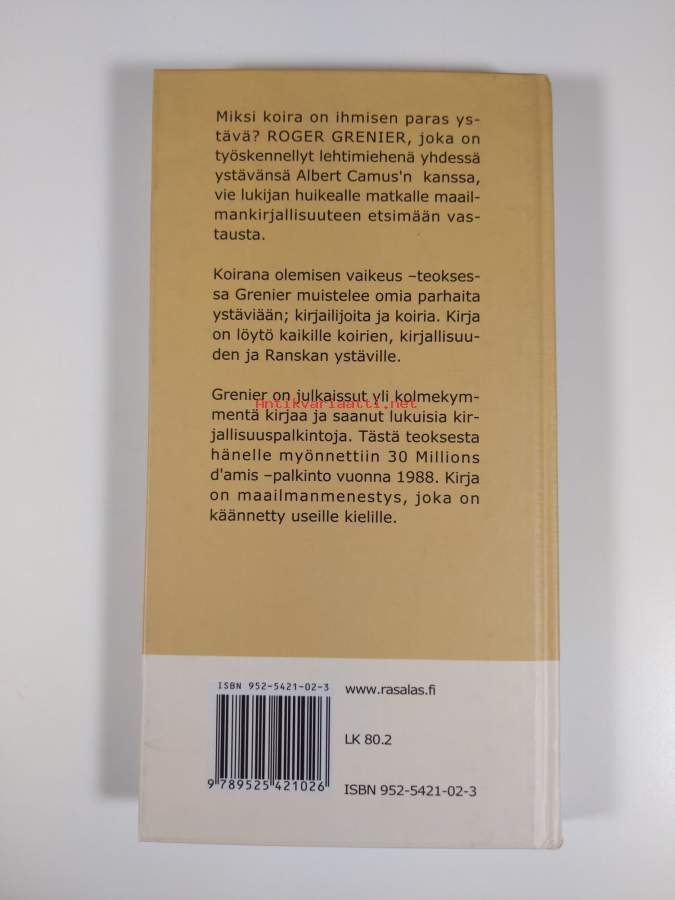 Miksi koira on ihmisen paras ys-
tävä? ROGER GRENIER, joka on
työskennellyt lehtimiehenä yhdessä
ystävänsä Albert Camus'n kanssa,
vie lukijan huikealle matkalle maail-
mankirjallisuuteen etsimään vas-
tausta.
Koirana olemisen vaikeus –teokses-
sa Grenier muistelee omia parhaita
ystäviään; kirjailijoita ja koiria. Kirja
on löytö kaikille koirien, kirjallisuu-
den ja Ranskan ystäville.
Grenier on julkaissut yli kolmekym-
Antikvariaatti.net
mentä kirjaa ja saanut lukuisia kir-
jallisuuspalkintoja. Tästä teoksesta
hänelle myönnettiin 30 Millions
d'amis –palkinto vuonna 1988. Kirja
on maailmanmenestys, joka on
käännetty useille kielille.
ISBN 952-5421-02-3
9 789525 421026
www.rasalas.fi
LK 80.2
ISBN 952-5421-02-3